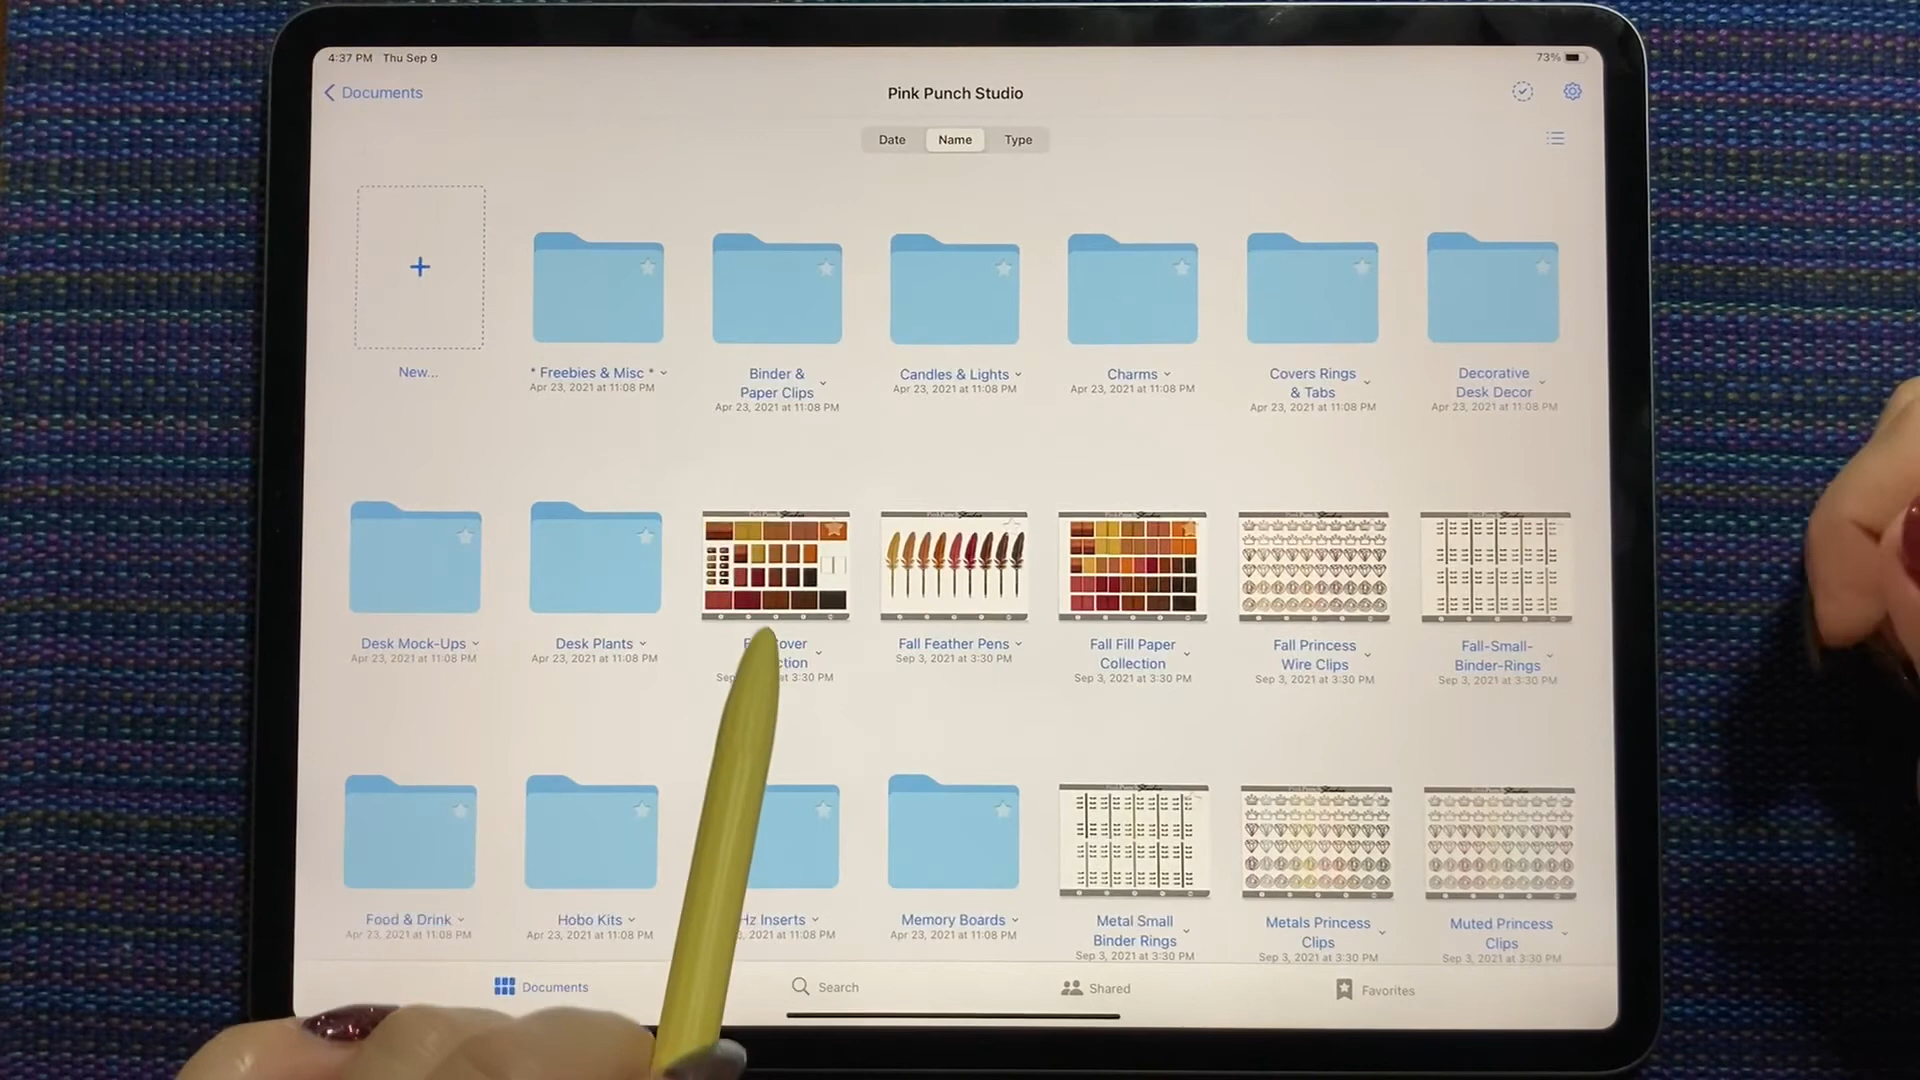 4:37 PM Thu Sep 9
73%
Documents
Pink Punch Studio
Date
Name
Type
New...
* Freebies & Misc *
Apr 23, 2021 at 11:08 PM
Binder &
Paper Clips
Apr 23, 2021 at 11:08 PM
Candles & Lights
Apr 23, 2021 at 11:08 PM
Charms
Apr 23, 2021 at 11:08 PM
Covers Rings
& Tabs
Apr 23, 2021 at 11:08 PM
Decorative
Desk Decor
Apr 23, 2021 at 11:08 PM
Desk Mock-Ups
Apr 23, 2021 at 11:08 PM
Desk Plants
Apr 23, 2021 at 11:08 PM
at 3:30 PM
Fall Feather Pens
Sep 3, 2021 at 3:30 PM
Fall Fill Paper
Collection
Sep 3, 2021 at 3:30 PM
Fall Princess
Wire Clips
Sep 3, 2021 at 3:30 PM
Fall-Small-
Binder-Rings
Sep 3, 2021 at 3:30 PM
Food & Drink
Apr 23, 2021 at 11:08 PM
Hobo Kits
Apr 23, 2021 at 11:08 PM
Hz Inserts
2021 at 11:08 PM
Memory Boards
Apr 23, 2021 at 11:08 PM
Metal Small
Binder Rings
Sep 3, 2021 at 3:30 PM
Metals Princess
Clips
Sep 3, 2021 at 3:30 PM
Muted Princess
Clips
Sep 3, 2021 at 3:30 PM
Documents
Search
Shared
Favorites